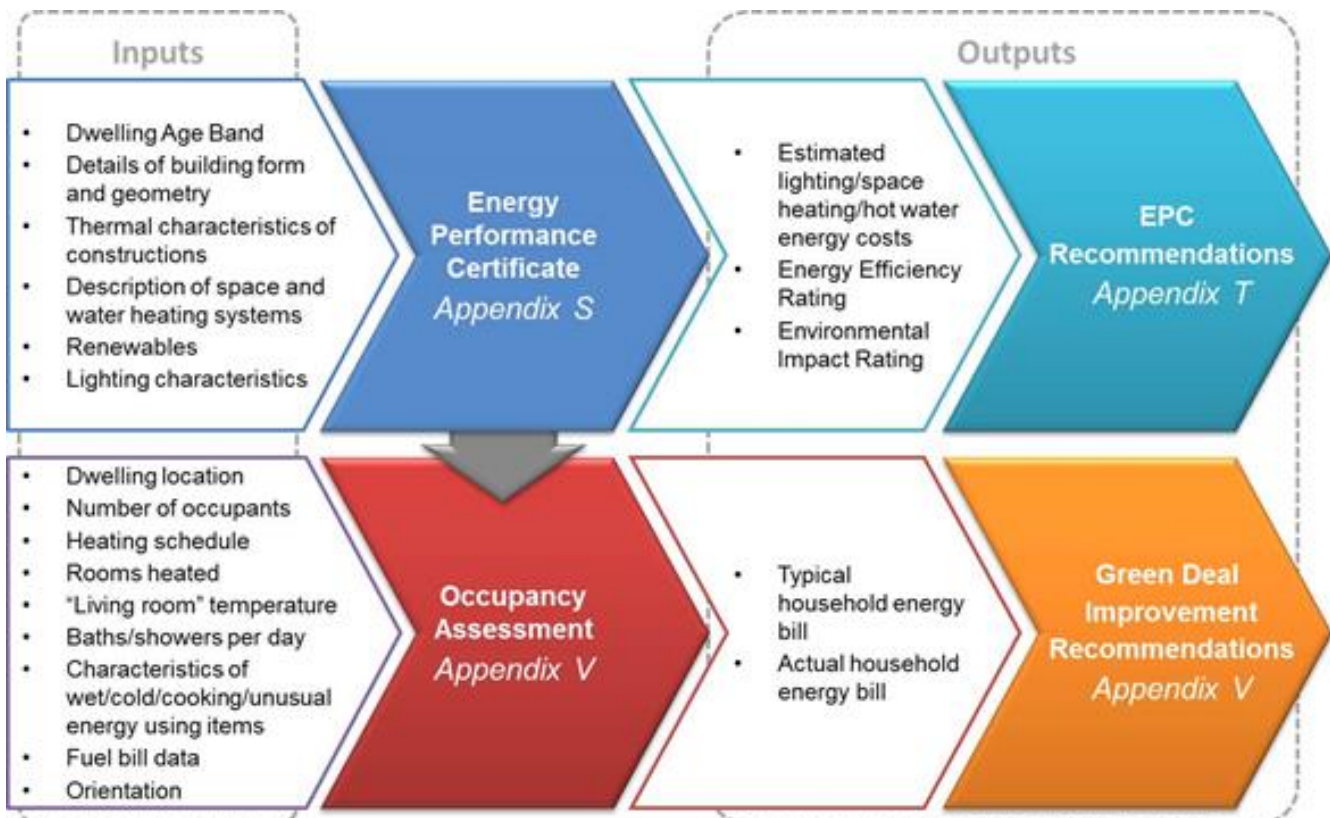 Inputs
Outputs
• Dwelling Age Band
• Details of building form
and geometry
• Thermal characteristics of
constructions
• Description of space and
water heating systems
• Renewables
• Lighting characteristics
Energy
Performance
Certificate
Appendix S
• Estimated
lighting/space
heating/hot water
energy costs
• Energy Efficiency
Rating
• Environmental
Impact Rating
EPC
Recommendations
Appendix T
• Dwelling location
• Number of occupants
• Heating schedule
• Rooms heated
• “Living room” temperature
• Baths/showers per day
• Characteristics of
wet/cold/cooking/unusual
energy using items
• Fuel bill data
• Orientation
Occupancy
Assessment
Appendix V
• Typical
household energy
bill
• Actual household
energy bill
Green Deal
Improvement
Recommendations
Appendix V